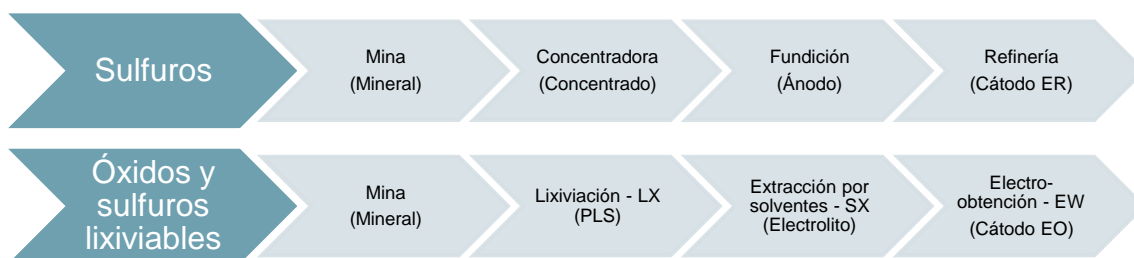 Sulfuros
Mina
(Mineral)
Concentradora
(Concentrado)
Fundición
(Ánodo)
Refinería
(Cátodo ER)
Óxidos y
sulfuros
lixiviables
Mina
(Mineral)
Lixiviación - LX
(PLS)
Extracción por
solventes - SX
(Electrolito)
Electro-
obtención - EW
(Cátodo EO)